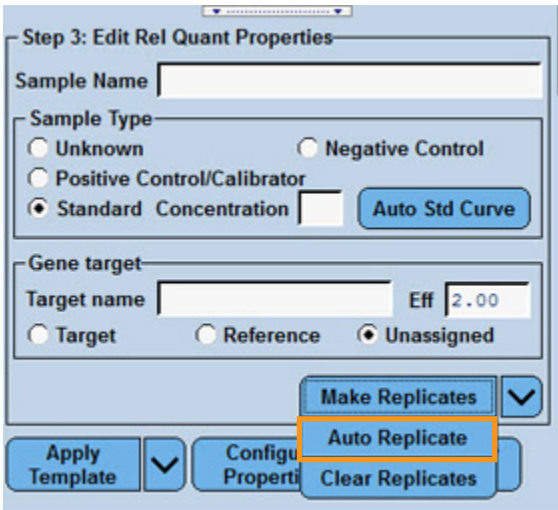 Step 3: Edit Rel Quant Properties
Sample Name
Sample Type
Unknown Negative Control
Positive Control/Calibrator
Standard Concentration Auto Std Curve
Gene target
Target name Eff 2.00
Target Reference Unassigned
Make Replicates
Auto Replicate
Apply Template
Clear Replicates